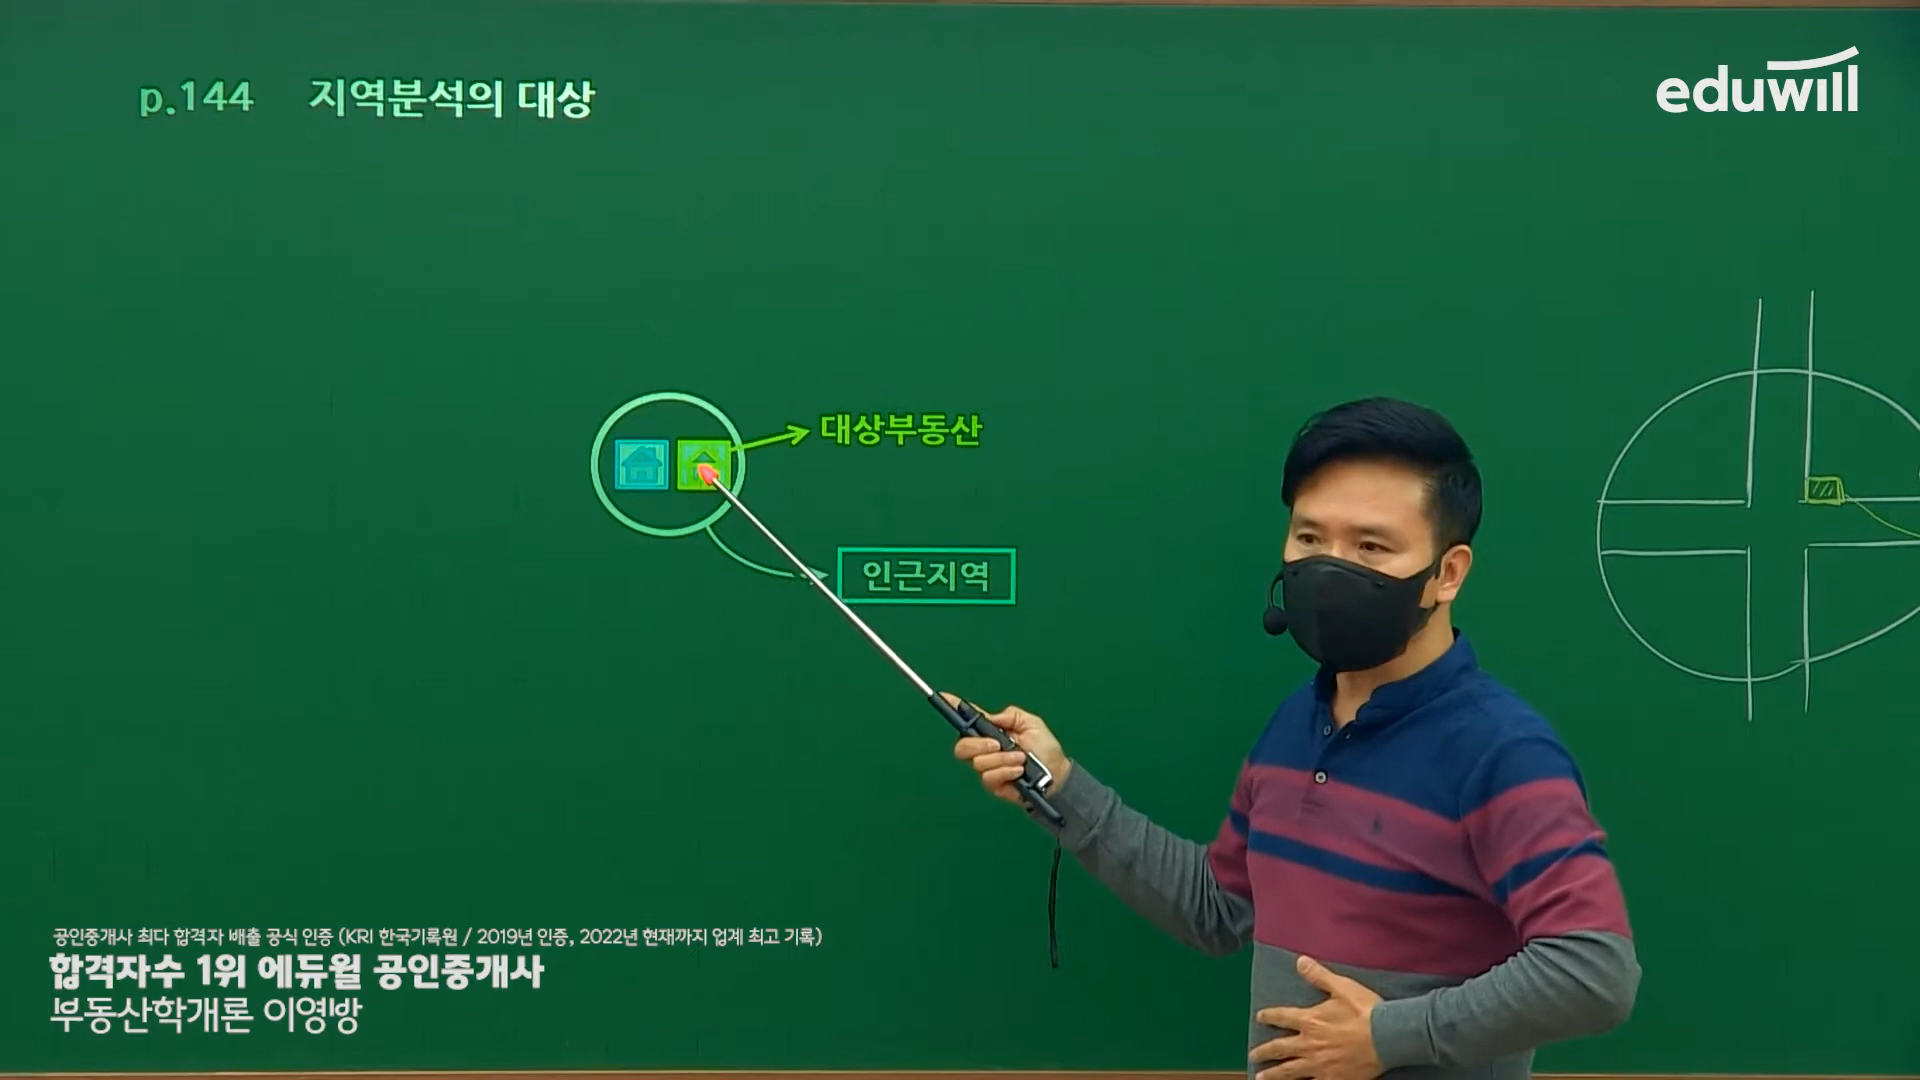 p.144 지역분석의 대상
eduwill
대상부동산
인근지역
공인중개사 최다 합격자 배출 공식 인증 (KRI 한국기록원 / 2019년 인증, 2022년 현재까지 업계 최고 기록)
합격자수 1위 에듀윌 공인중개사
부동산학개론 이영방